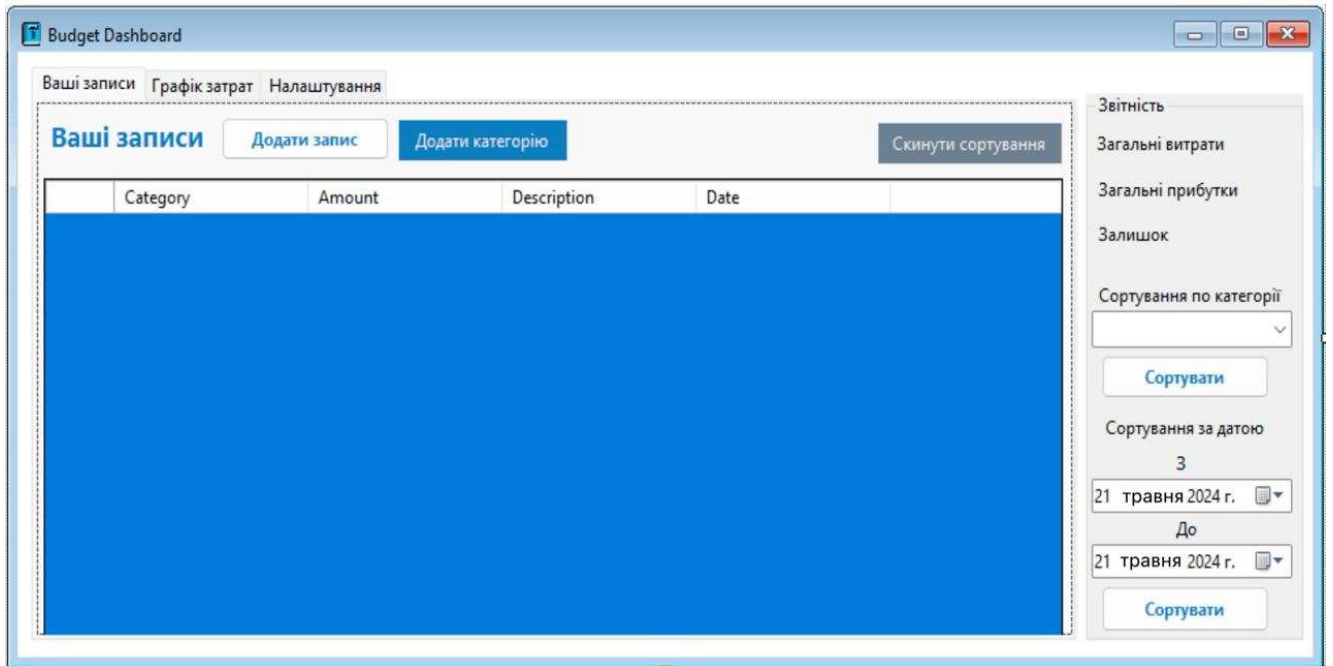 Budget Dashboard
Ваші записи Графік затрат Налаштування
Ваші записи Додати запис Додати категорію Скинути сортування
Category Amount Description Date
Звітність
Загальні витрати
Загальні прибутки
Залишок
Сортування по категорії
Сортувати
Сортування за датою
З
21 травня 2024 г.
До
21 травня 2024 г.
Сортувати